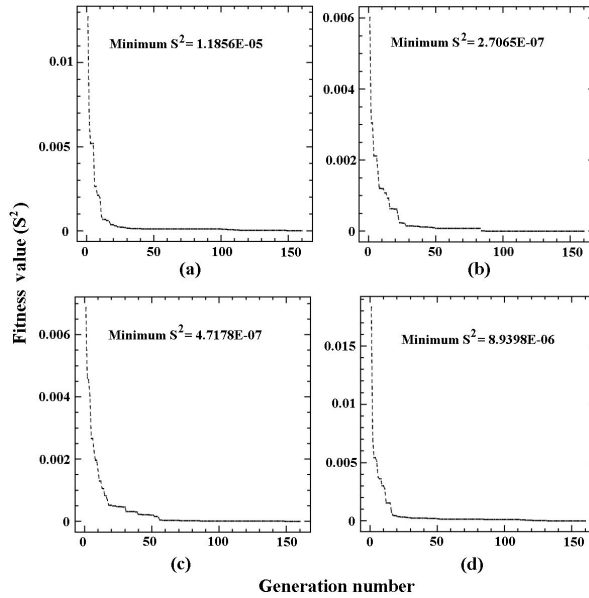 Fitness value (S²)
Minimum S² = 1.1856E-05
0.01
0.005
0
0 50 100 150
(a)
Minimum S² = 2.7065E-07
0.006
0.004
0.002
0
0 50 100 150
(b)
Minimum S² = 4.7178E-07
0.006
0.004
0.002
0
0 50 100 150
(c)
Minimum S² = 8.9398E-06
0.015
0.01
0.005
0
0 50 100 150
(d)
Generation number